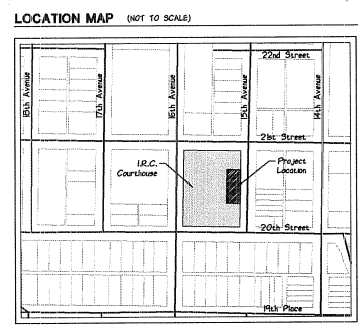 LOCATION MAP (NOT TO SCALE)
22nd Street
18th Avenue
17th Avenue
16th Avenue
15th Avenue
14th Avenue
21st Street
I.R.C.
Courthouse
Project
Location
20th Street
19th Place